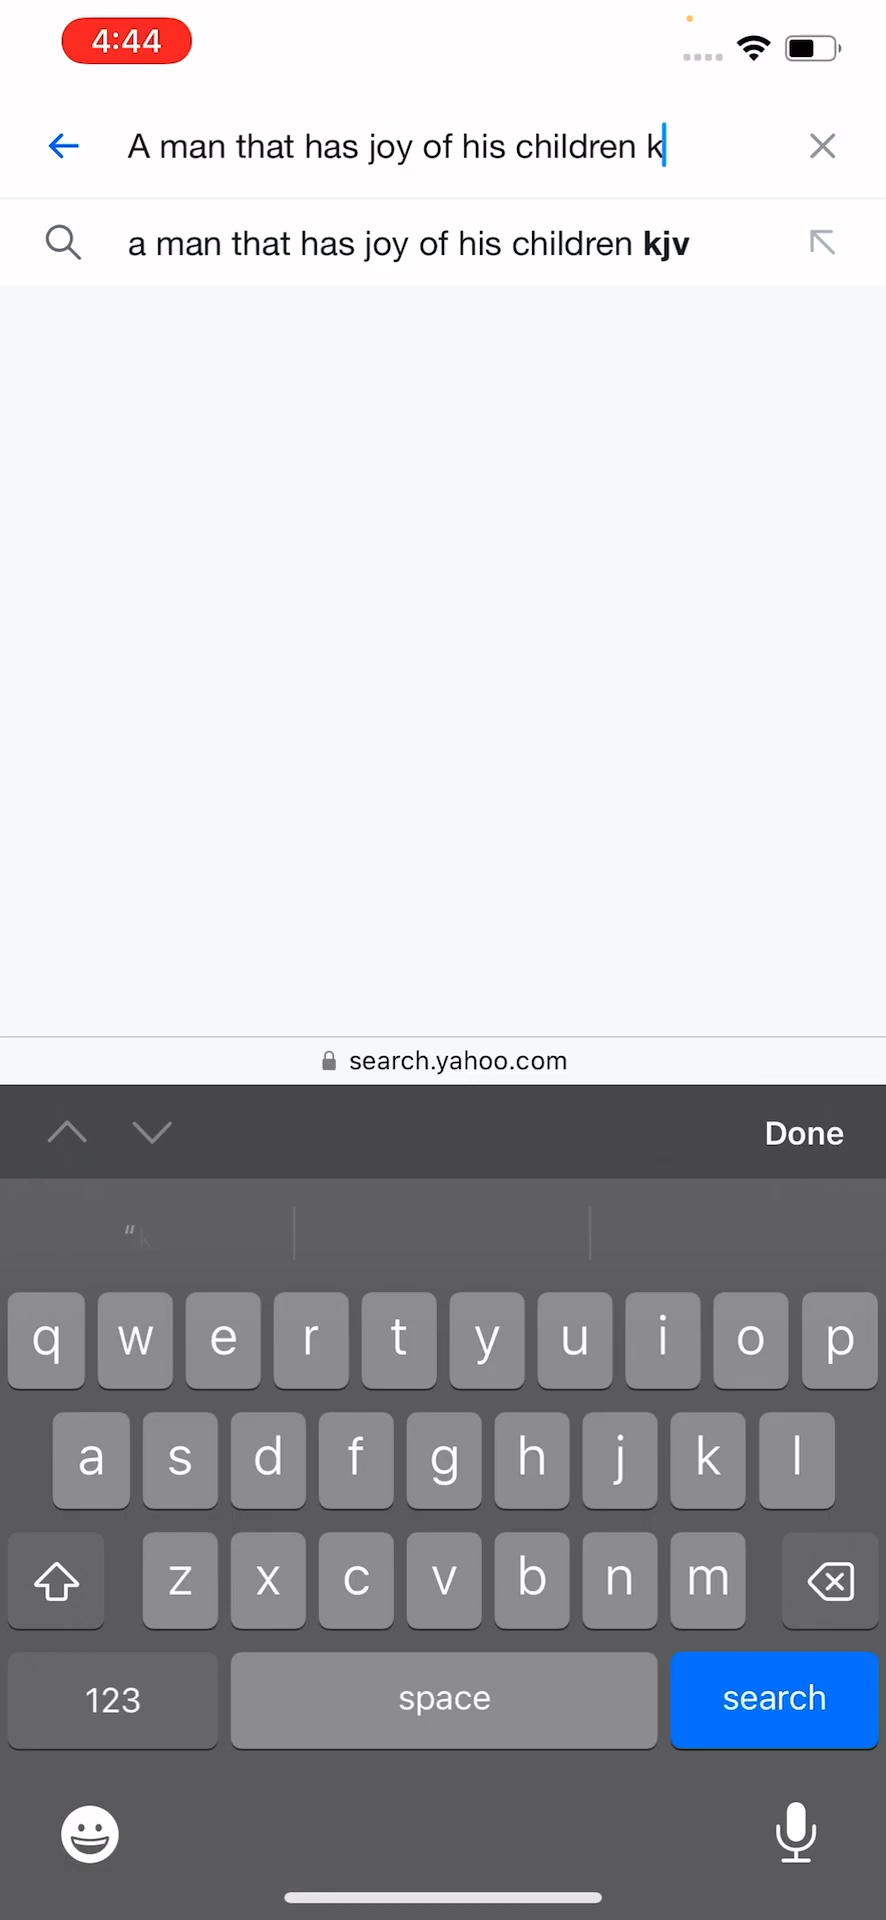 4:44
A man that has joy of his children k
a man that has joy of his children kjv
search.yahoo.com
Done
“k
q w e r t y u i o p
a s d f g h j k l
z x c v b n m
123 space search